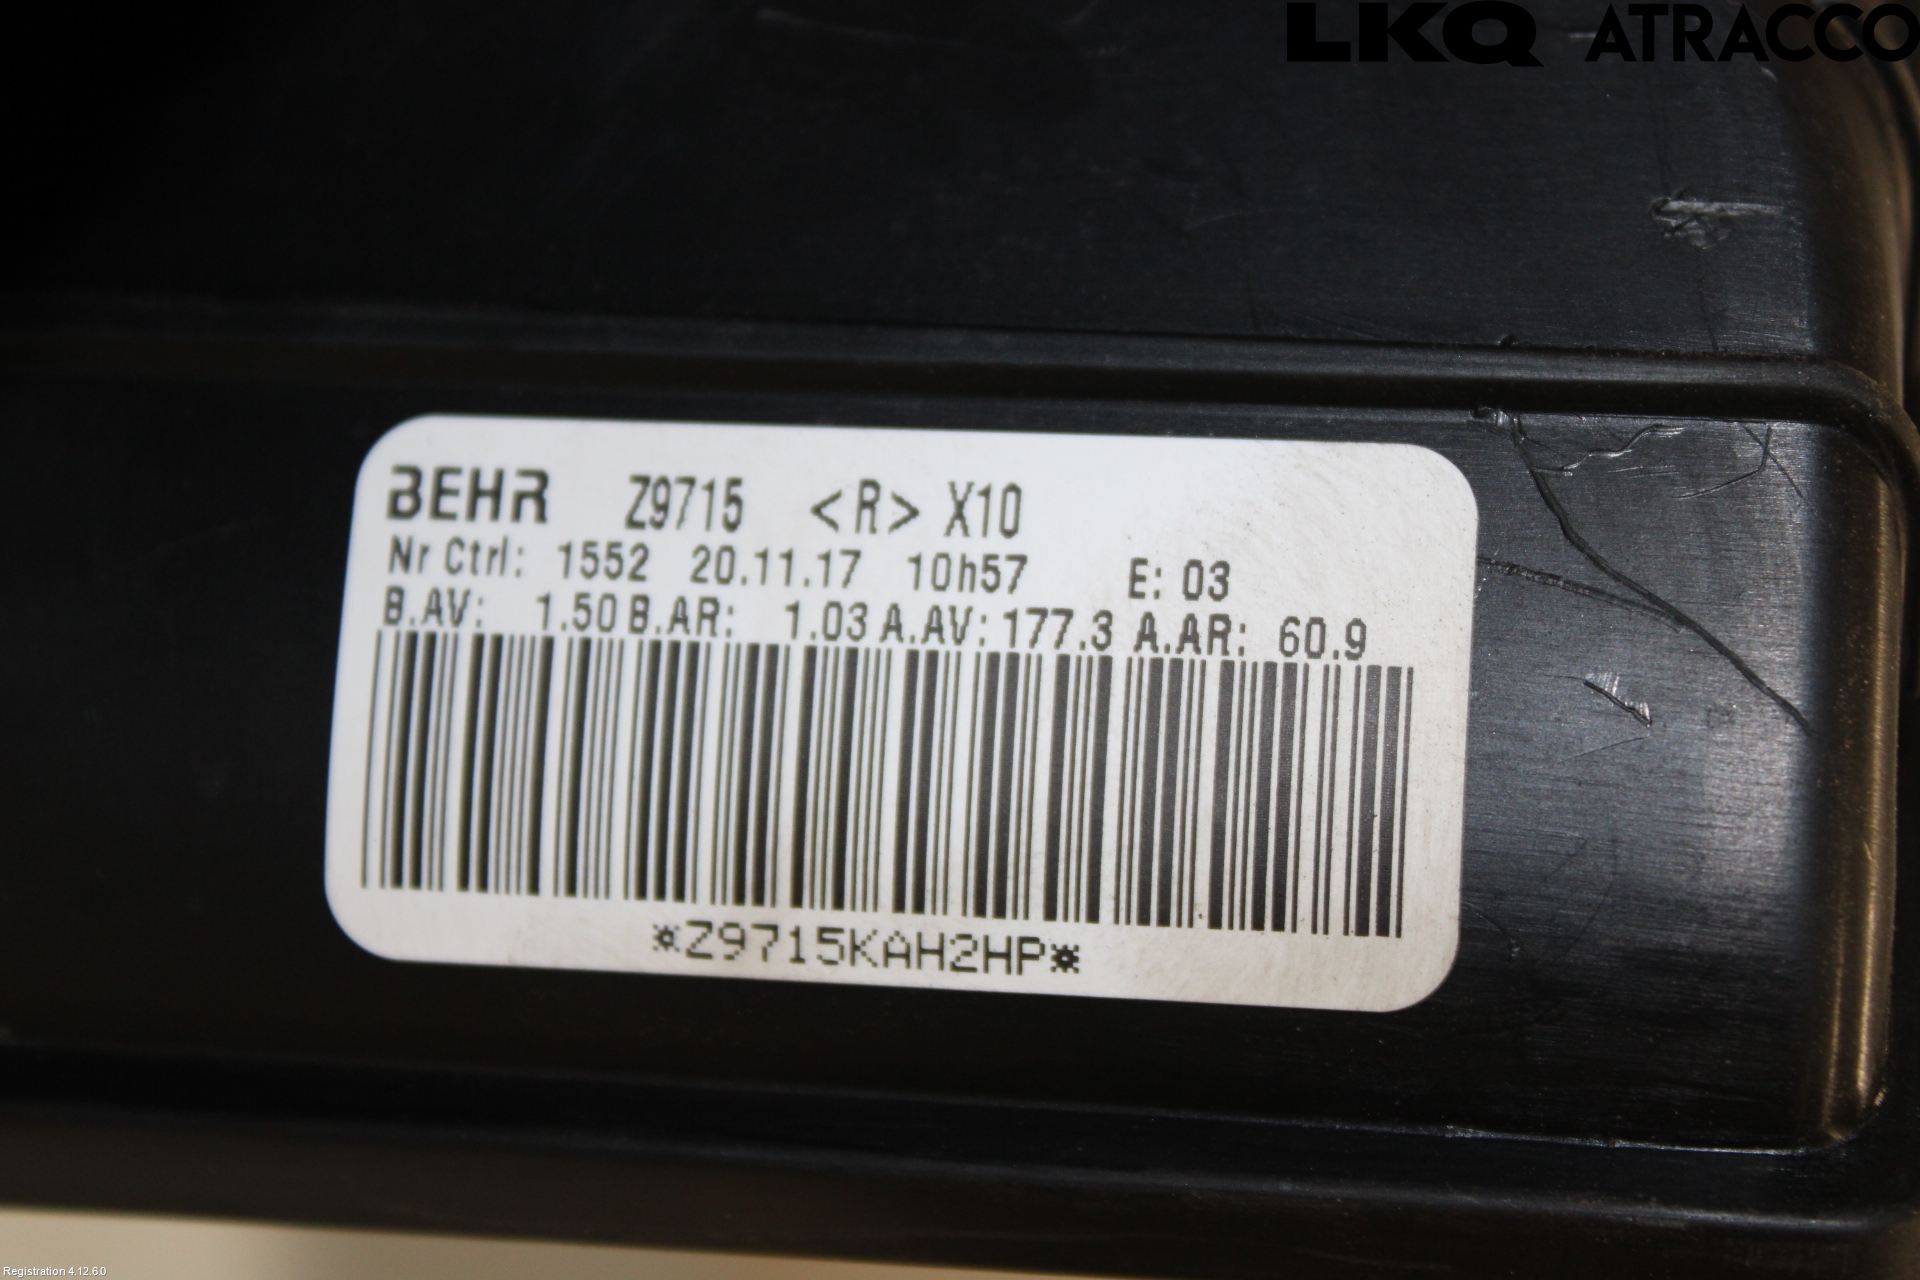 LKQ ATRACCO
BEHR Z9715 <R> X10
Nr Ctrl: 1552 20.11.17 10h57 E: 03
B.AV: 1.50 B.AR: 1.03 A.AV: 177.3 A.AR: 60.9
*Z9715KAH2HP*
Registration 4.12.6.0